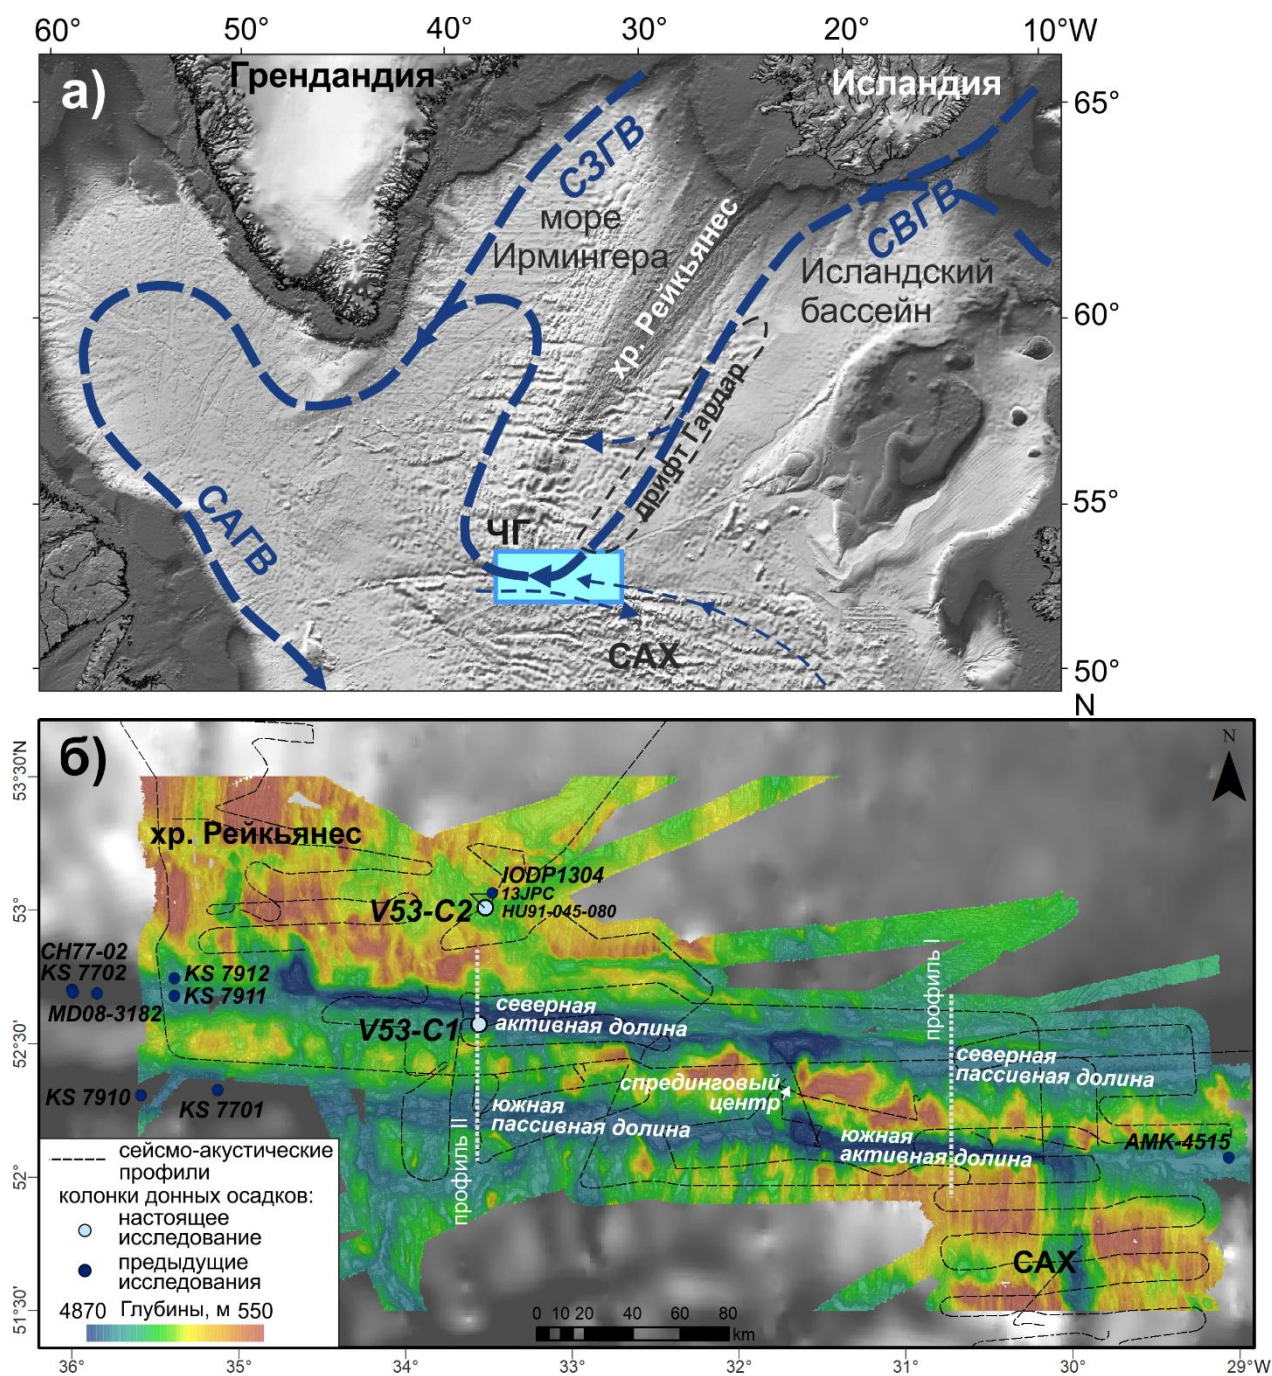 60° 50° 40° 30° 20° 10°W
а)
Грендандия
Исландия
65°
СЗГВ
море
Ирмингера
хр. Рейкьянес
СВГВ
Исландский
бассейн
60°
дрифт Гардар
55°
САГВ
ЧГ
САХ
50°
N
б)
N
53°30'N
хр. Рейкьянес
IODP1304
13JPC
HU91-045-080
V53-C2
53°
CH77-02
KS 7702
MD08-3182
KS 7912
KS 7911
северная
активная долина
V53-C1
52°30'
профиль I
северная
пассивная долина
спрединговый
центр
KS 7910
KS 7701
южная
пассивная долина
южная
активная долина
AMK-4515
профиль II
52°
сейсмо-акустические
профили
колонки донных осадков:
настоящее
исследование
предыдущие
исследования
4870 Глубины, м 550
САХ
51°30'
0 10 20 40 60 80
km
36° 35° 34° 33° 32° 31° 30° 29°W